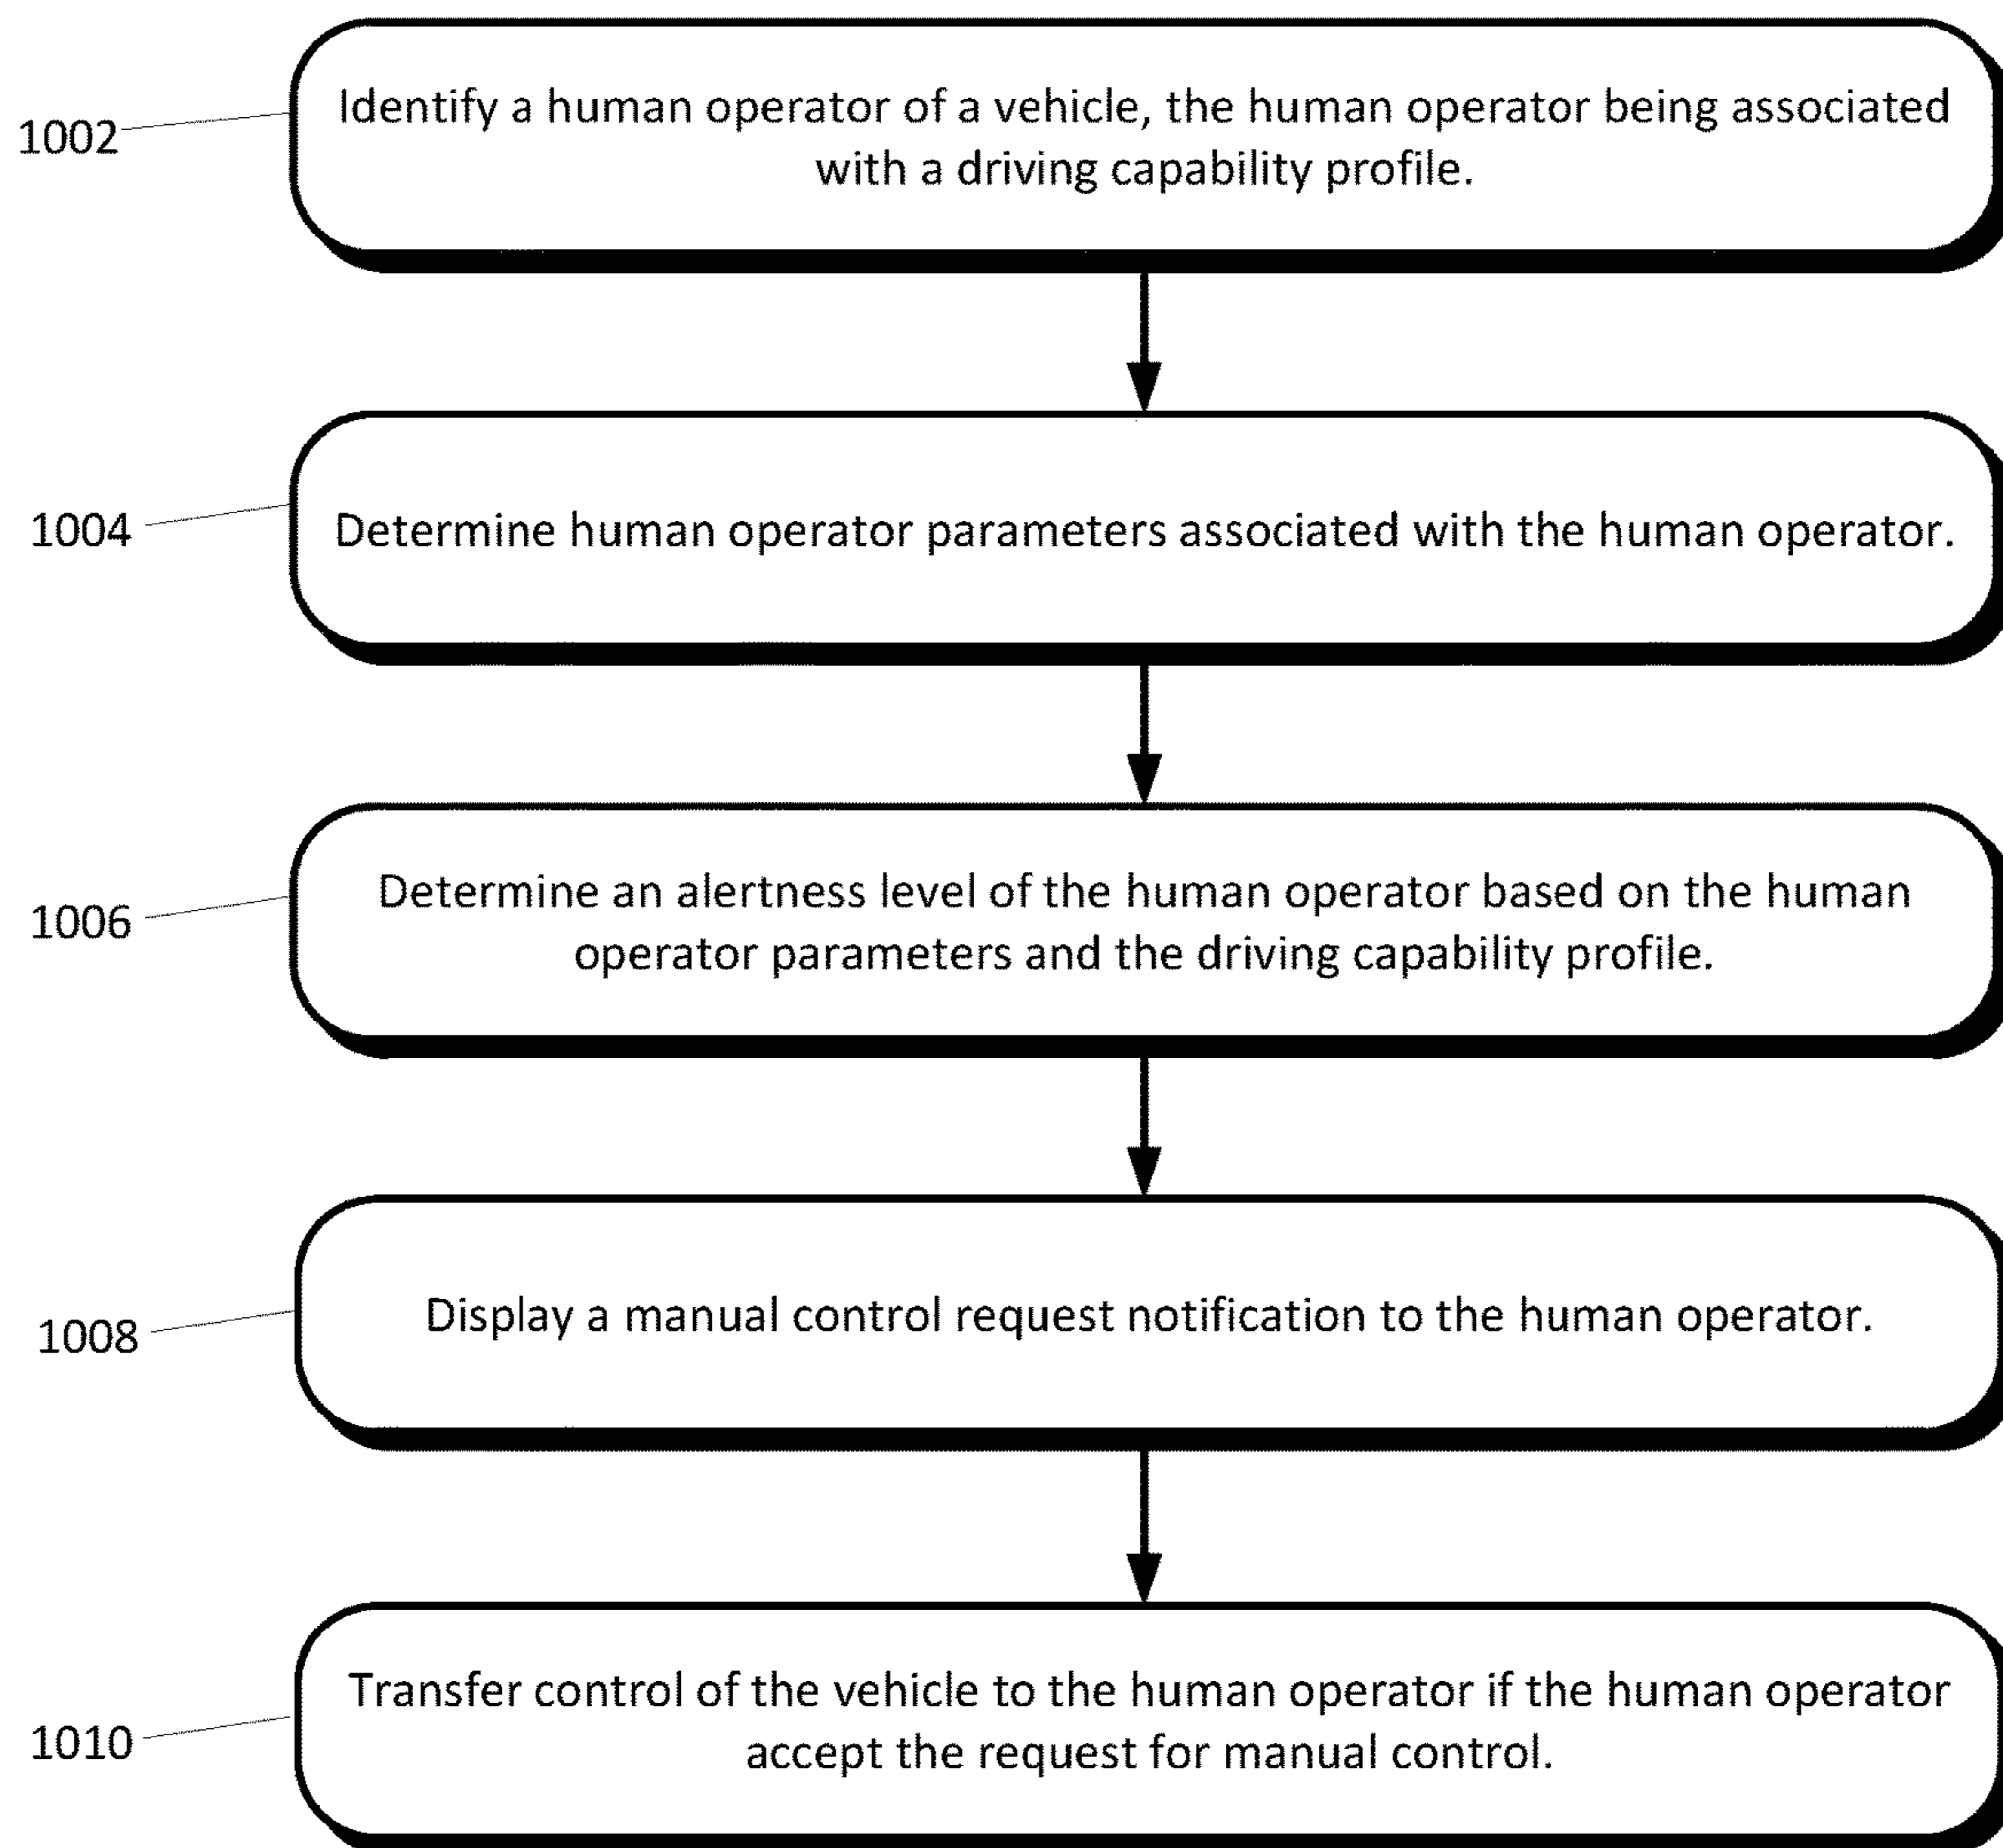 1002
Identify a human operator of a vehicle, the human operator being associated
with a driving capability profile.
1004
Determine human operator parameters associated with the human operator.
1006
Determine an alertness level of the human operator based on the human
operator parameters and the driving capability profile.
1008
Display a manual control request notification to the human operator.
1010
Transfer control of the vehicle to the human operator if the human operator
accept the request for manual control.